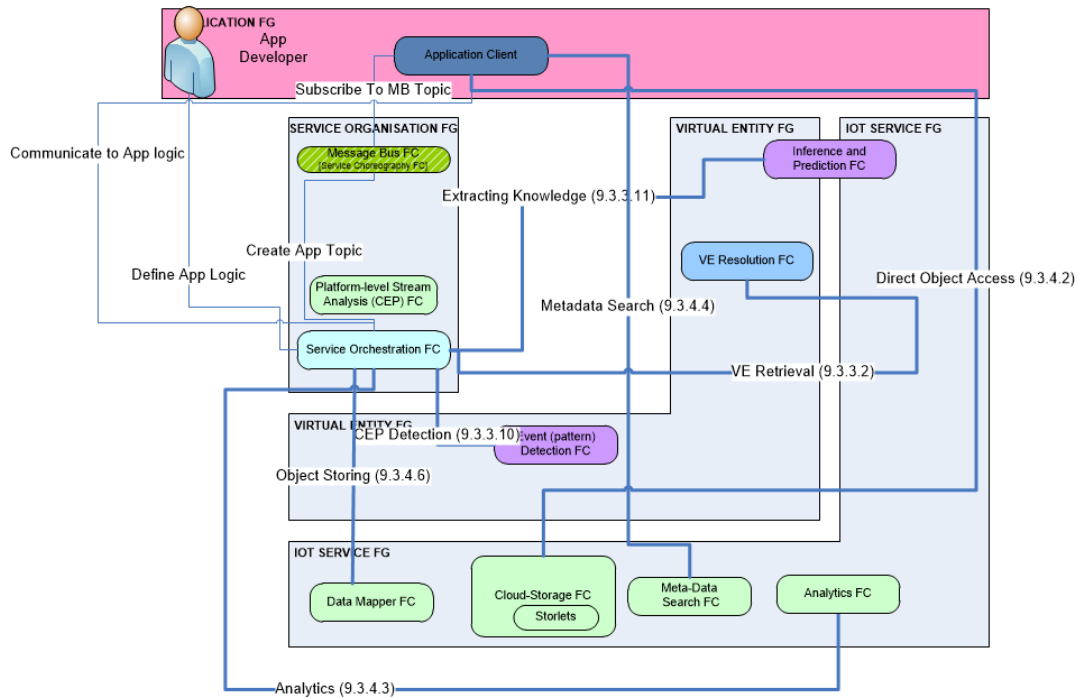 LICATION FG
App
Developer
Application Client
Subscribe To MB Topic
SERVICE ORGANISATION FG
VIRTUAL ENTITY FG
IOT SERVICE FG
Communicate to App logic
Message Bus FC
[Service Choreography FC]
Inference and
Prediction FC
Extracting Knowledge (9.3.3.11)
Create App Topic
VE Resolution FC
Define App Logic
Direct Object Access (9.3.4.2)
Platform-level Stream
Analysis (CEP) FC
Metadata Search (9.3.4.4)
Service Orchestration FC
VE Retrieval (9.3.3.2)
VIRTUAL ENTITY FG
CEP Detection (9.3.3.10)
Event (pattern)
Detection FC
Object Storing (9.3.4.6)
IOT SERVICE FG
Data Mapper FC
Cloud-Storage FC
Storlets
Meta-Data
Search FC
Analytics FC
Analytics (9.3.4.3)